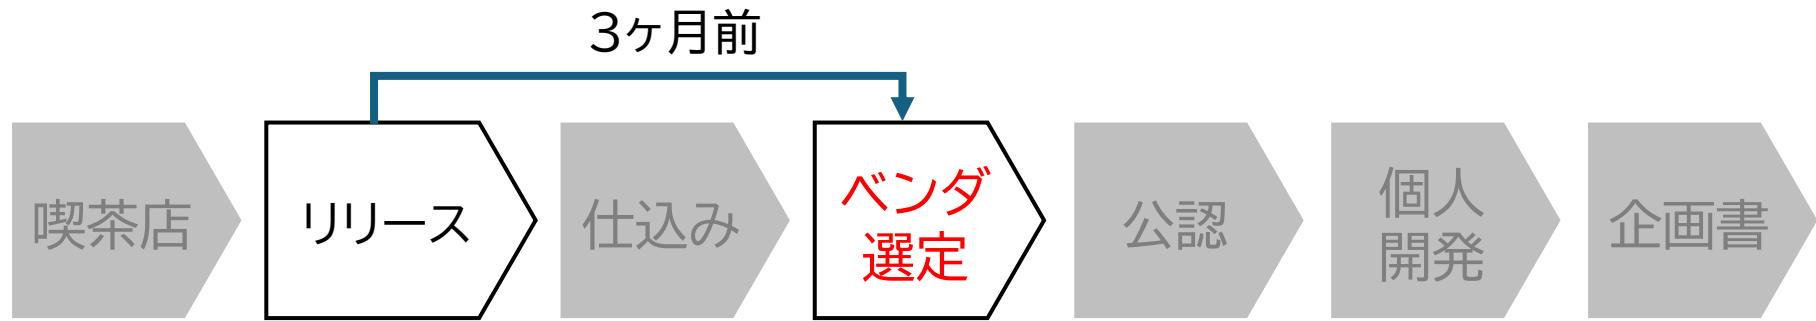 ３ヶ月前
喫茶店
リリース
仕込み
ベンダ
選定
公認
個人
開発
企画書